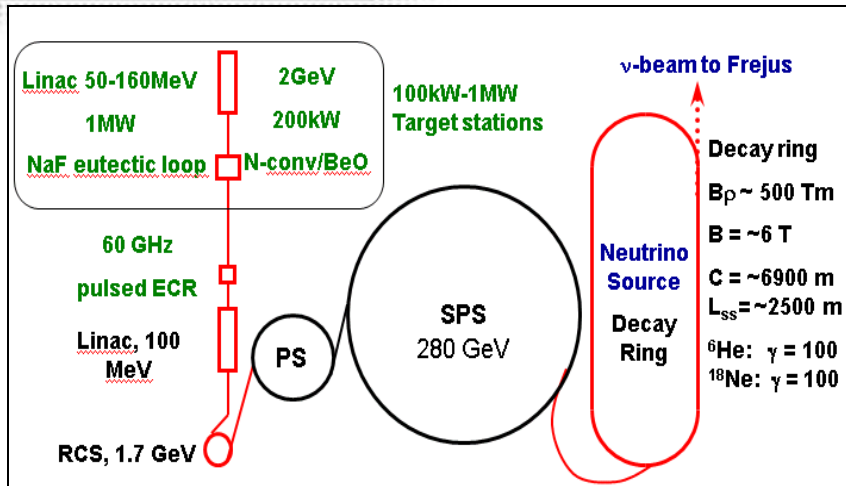 Linac 50-160MeV
1MW
NaF eutectic loop
2GeV
200kW
N-conv/BeO
100kW-1MW
Target stations
60 GHz
pulsed ECR
Linac, 100
MeV
RCS, 1.7 GeV
PS
SPS
280 GeV
Neutrino
Source
Decay
Ring
ν-beam to Frejus
Decay ring
Bρ ~ 500 Tm
B = ~6 T
C = ~6900 m
Lss= ~2500 m
⁶He: γ = 100
¹⁸Ne: γ = 100